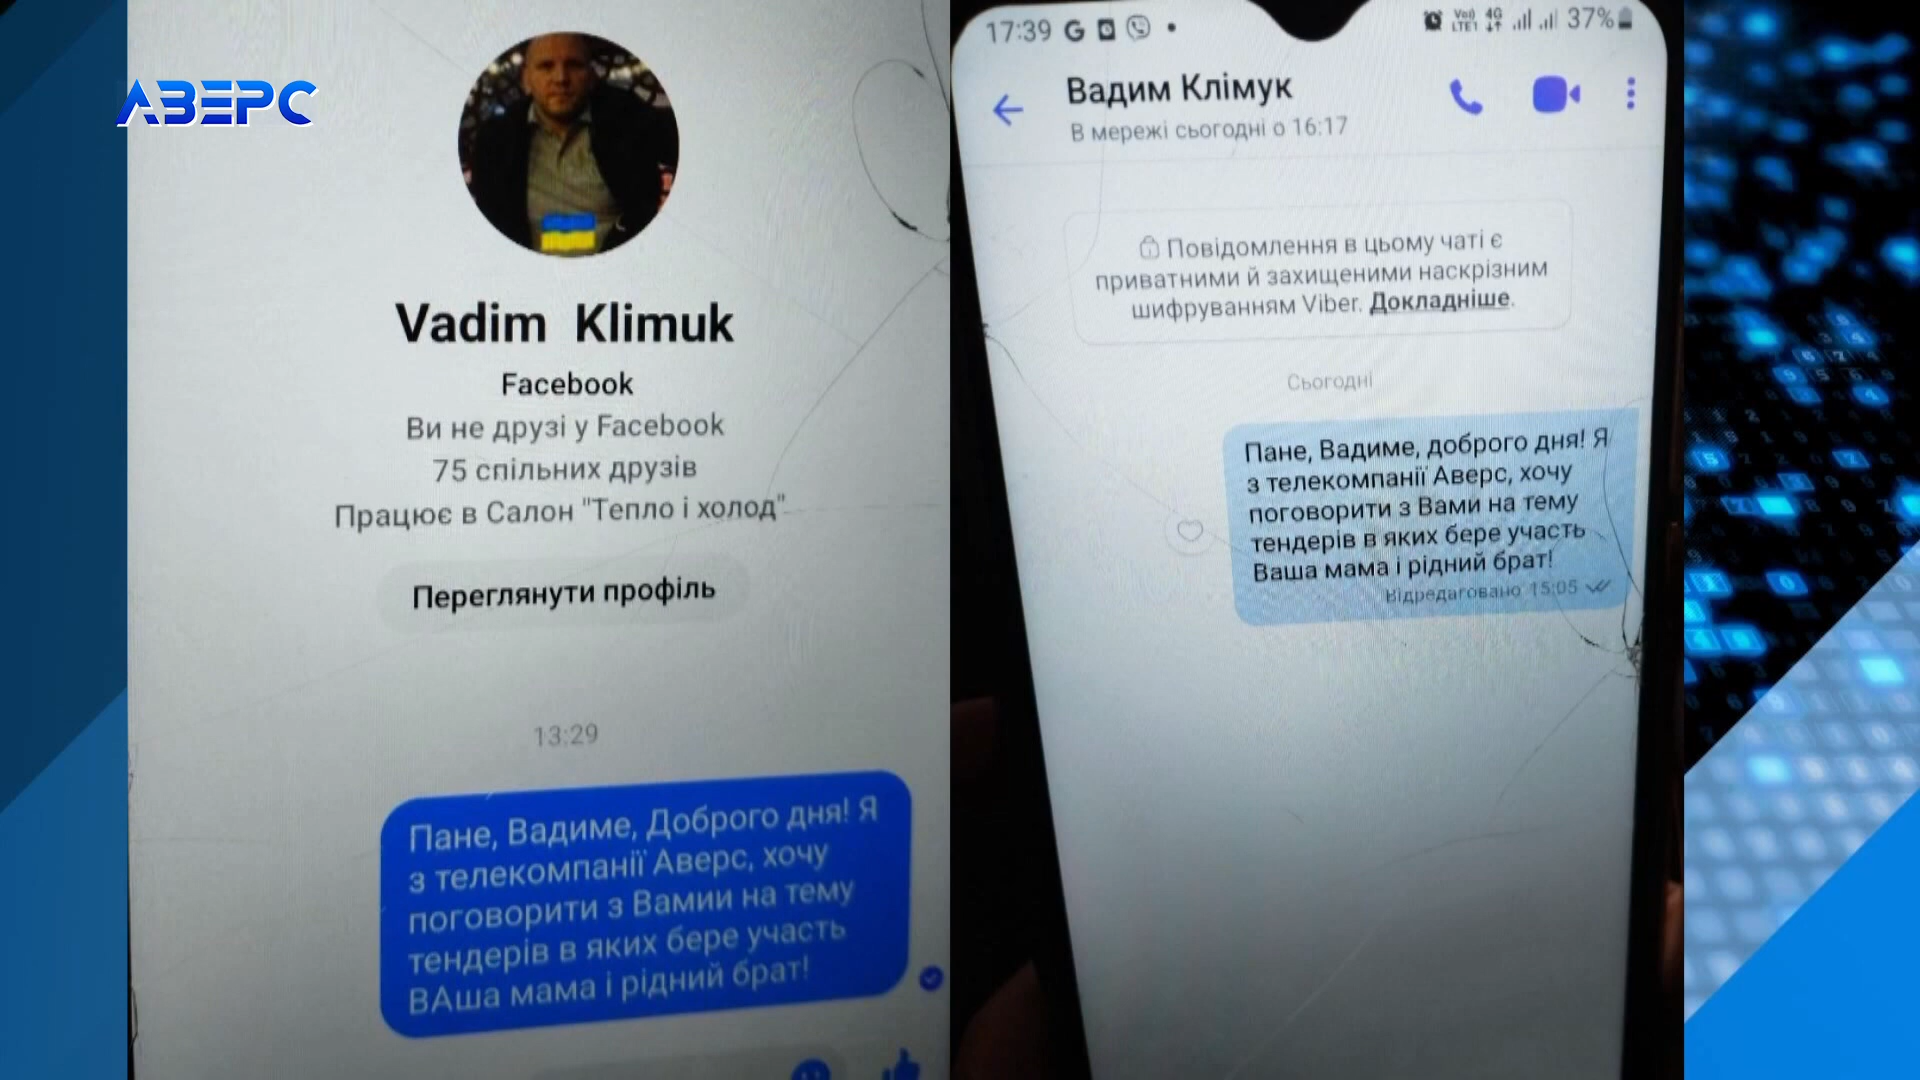 АВЕРС
Vadim Klimuk
Facebook
Ви не друзі у Facebook
75 спільних друзів
Працює в Салон "Тепло і холод"
Переглянути профіль
13:29
Пане, Вадиме, Доброго дня! Я
з телекомпанії Аверс, хочу
поговорити з Вамии на тему
тендерів в яких бере участь
ВАша мама і рідний брат!
17:39
Vo)) 4G 37%
LTE1
Вадим Клімук
В мережі сьогодні о 16:17
Повідомлення в цьому чаті є
приватними й захищеними наскрізним
шифруванням Viber. Докладніше.
Сьогодні
Пане, Вадиме, доброго дня! Я
з телекомпанії Аверс, хочу
поговорити з Вами на тему
тендерів в яких бере участь
Ваша мама і рідний брат!
Відредаговано 15:05